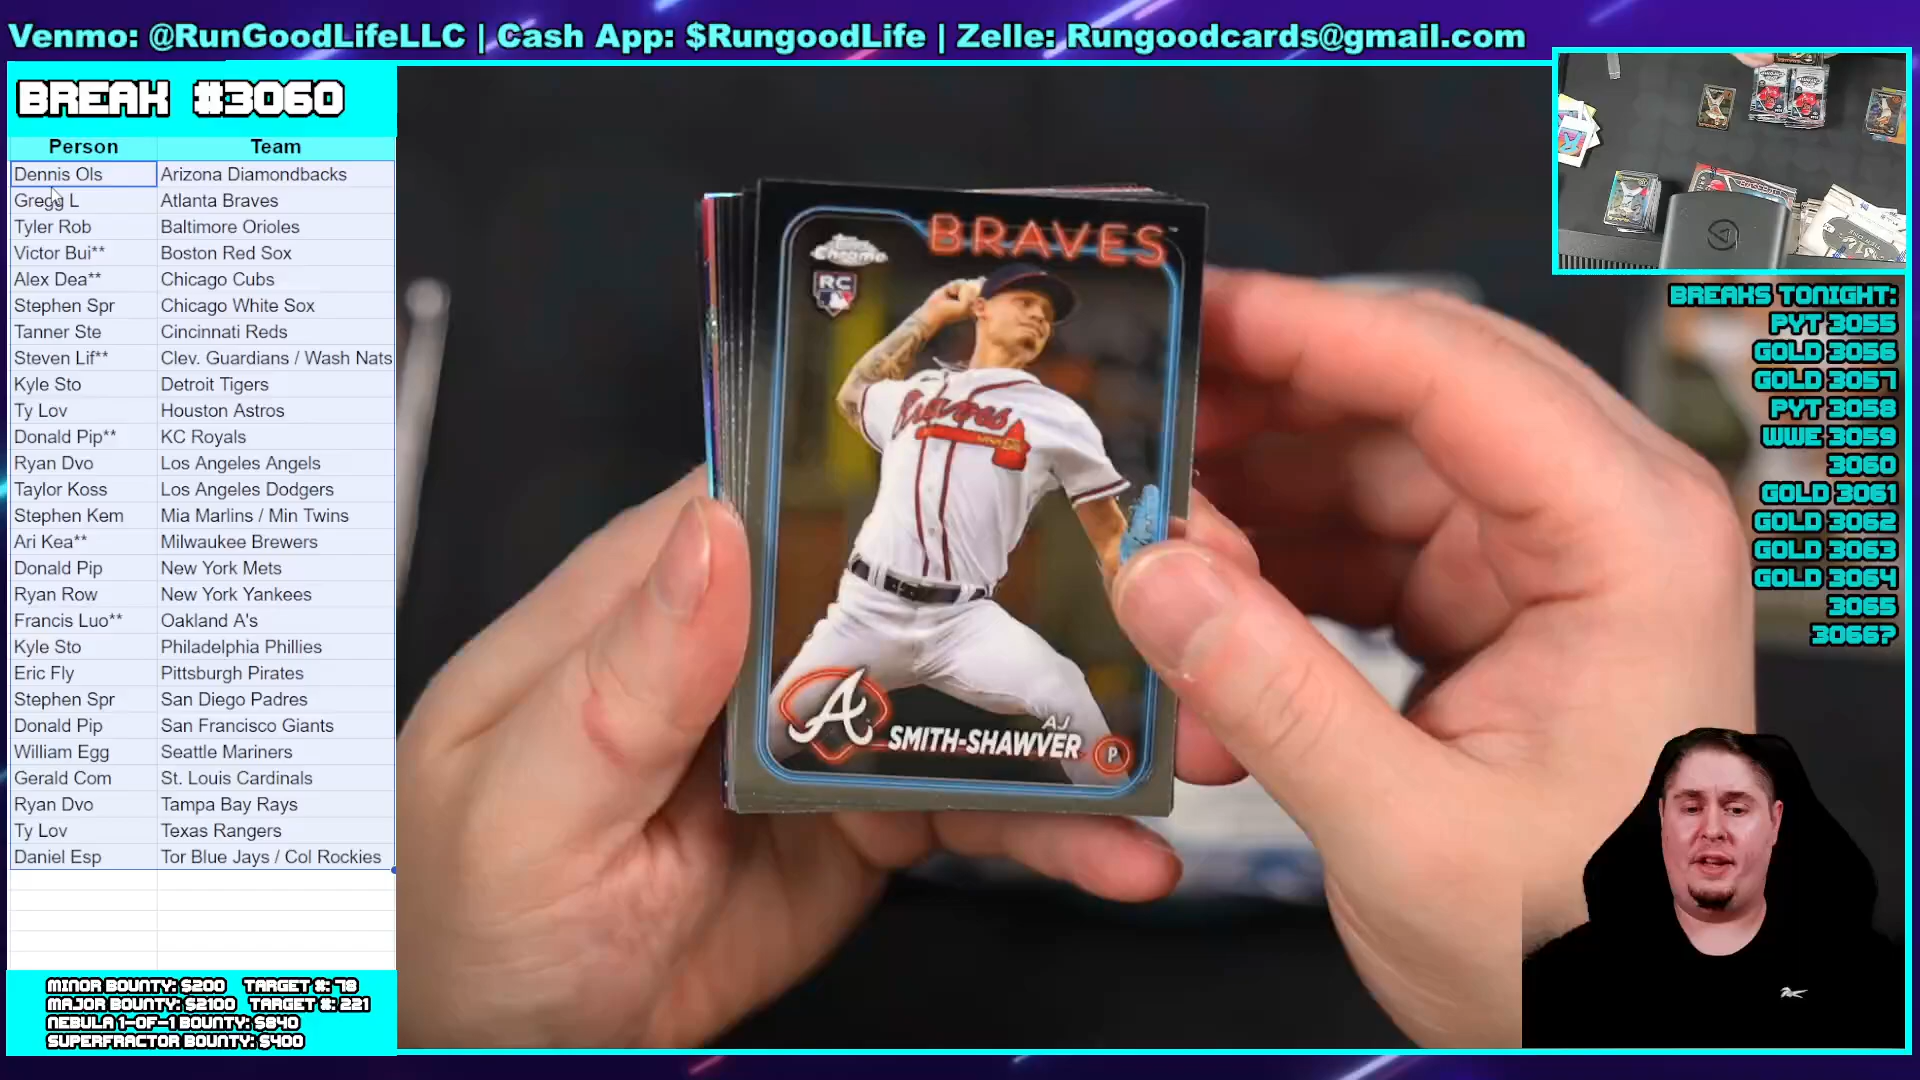 Venmo: @RunGoodLifeLLC | Cash App: $RungoodLife | Zelle: Rungoodcards@gmail.com
BREAK #3060
Person Team
Dennis Ols Arizona Diamondbacks
Gregg L Atlanta Braves
Tyler Rob Baltimore Orioles
Victor Bui** Boston Red Sox
Alex Dea** Chicago Cubs
Stephen Spr Chicago White Sox
Tanner Ste Cincinnati Reds
Steven Lif** Clev. Guardians / Wash Nats
Kyle Sto Detroit Tigers
Ty Lov Houston Astros
Donald Pip** KC Royals
Ryan Dvo Los Angeles Angels
Taylor Koss Los Angeles Dodgers
Stephen Kem Mia Marlins / Min Twins
Ari Kea** Milwaukee Brewers
Donald Pip New York Mets
Ryan Row New York Yankees
Francis Luo** Oakland A's
Kyle Sto Philadelphia Phillies
Eric Fly Pittsburgh Pirates
Stephen Spr San Diego Padres
Donald Pip San Francisco Giants
William Egg Seattle Mariners
Gerald Com St. Louis Cardinals
Ryan Dvo Tampa Bay Rays
Ty Lov Texas Rangers
Daniel Esp Tor Blue Jays / Col Rockies
MINOR BOUNTY: $200 TARGET #: 78
MAJOR BOUNTY: $2100 TARGET #: 221
NEBULA 1-OF-1 BOUNTY: $840
SUPERFRACTOR BOUNTY: $400
BRAVES
Topps
Chrome
RC
Braves
A
AJ
SMITH-SHAWVER
P
BASEBALL
BREAKS TONIGHT:
PYT 3055
GOLD 3056
GOLD 3057
PYT 3058
WWE 3059
3060
GOLD 3061
GOLD 3062
GOLD 3063
GOLD 3064
3065
3066?